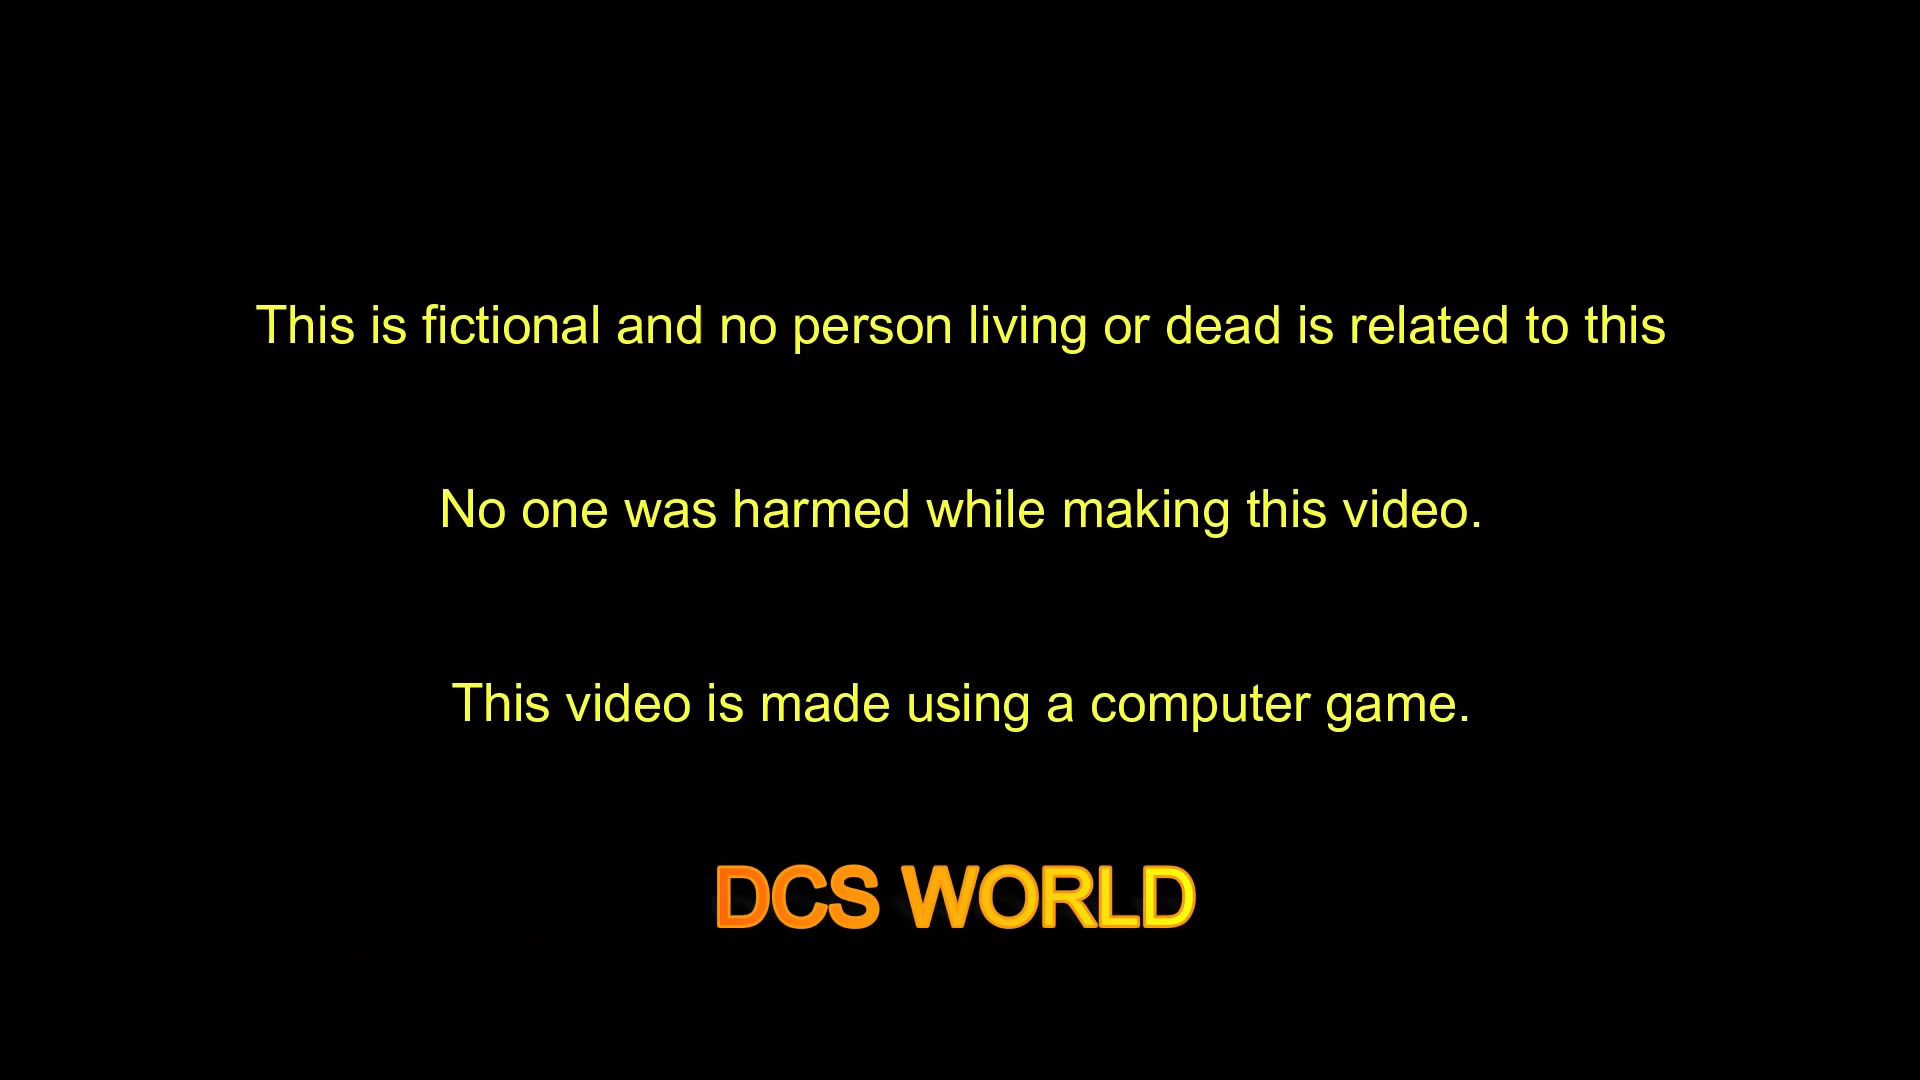 This is fictional and no person living or dead is related to this
No one was harmed while making this video.
This video is made using a computer game.
DCS WORLD